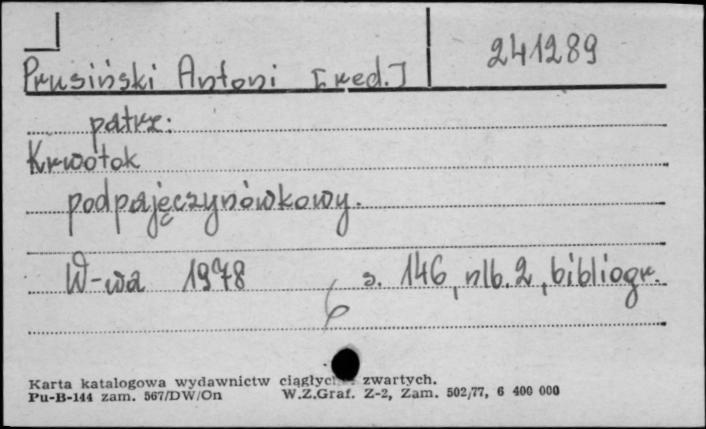 241289
Prusiński Antoni [red.]
patrz:
Krwotok
podpajęczynówkowy.
W-wa 1978 s. 146, nlb. 2, bibliogr.
6
Karta katalogowa wydawnictw ciągłych zwartych.
Pu-B-144 zam. 567/DW/On W.Z.Graf. Z-2, Zam. 502/77, 6 400 000